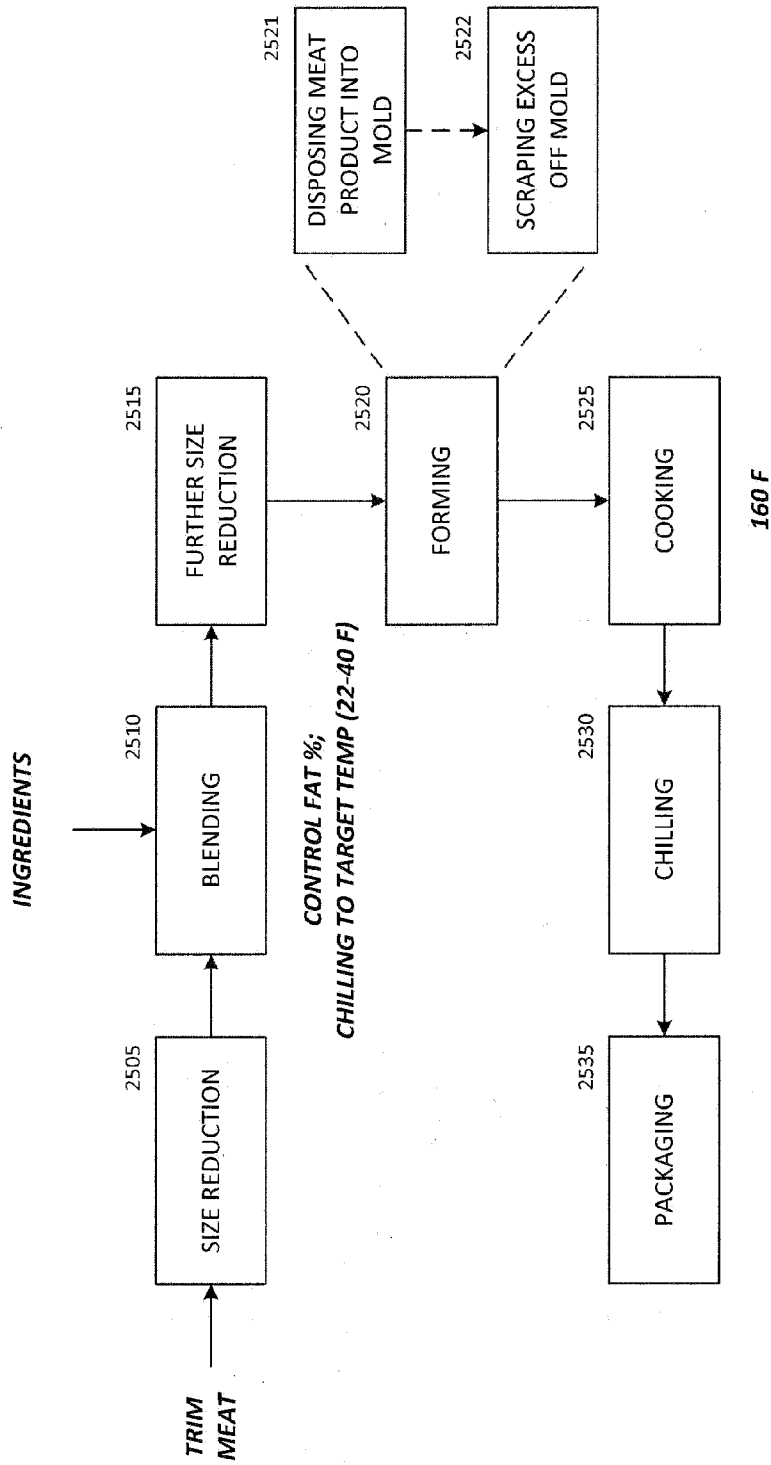 TRIM
MEAT
2505
SIZE REDUCTION
INGREDIENTS
2510
BLENDING
CONTROL FAT %;
CHILLING TO TARGET TEMP (22-40 F)
2515
FURTHER SIZE
REDUCTION
2520
FORMING
2521
DISPOSING MEAT
PRODUCT INTO
MOLD
2522
SCRAPING EXCESS
OFF MOLD
2525
COOKING
160 F
2530
CHILLING
2535
PACKAGING